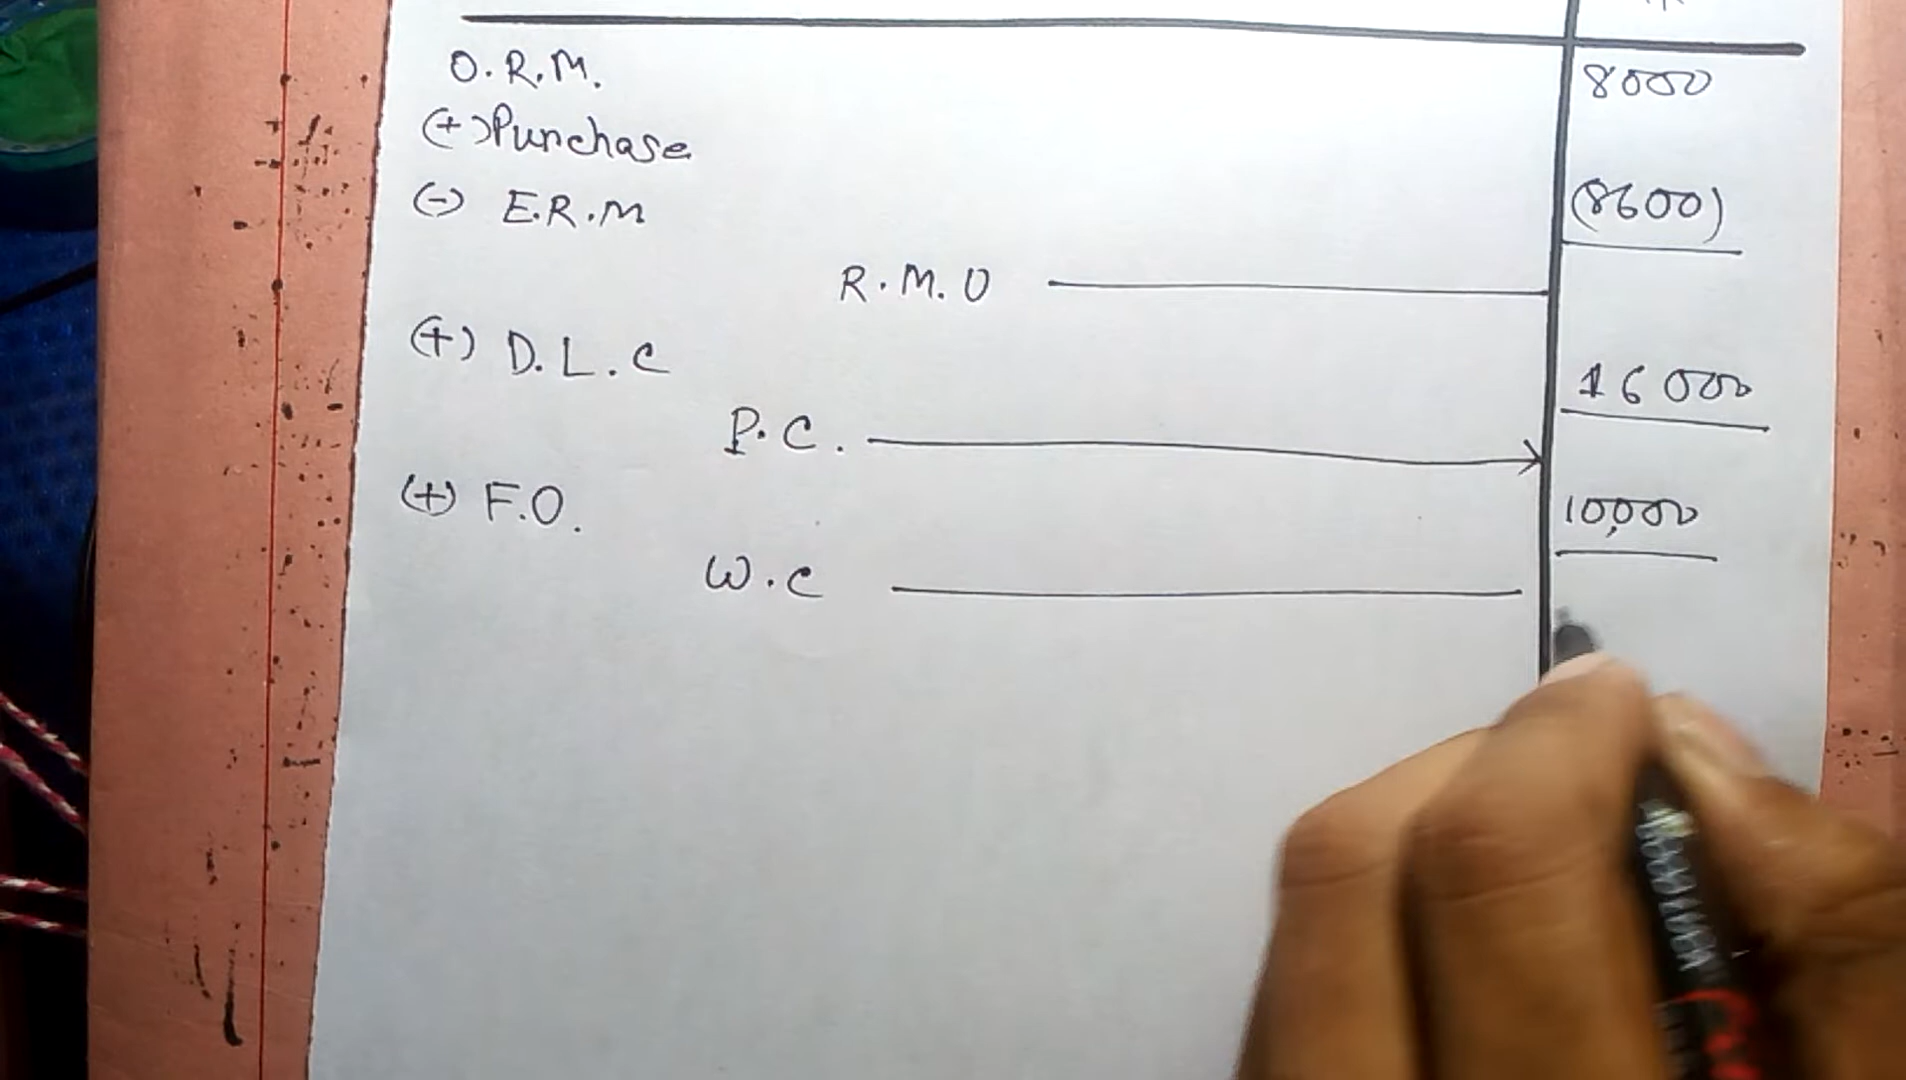 O.R.M. 8000
(+) Purchase
(-) E.R.M (8600)
R.M.U
(+) D.L.C 16000
P.C.
(+) F.O. 10,000
W.C